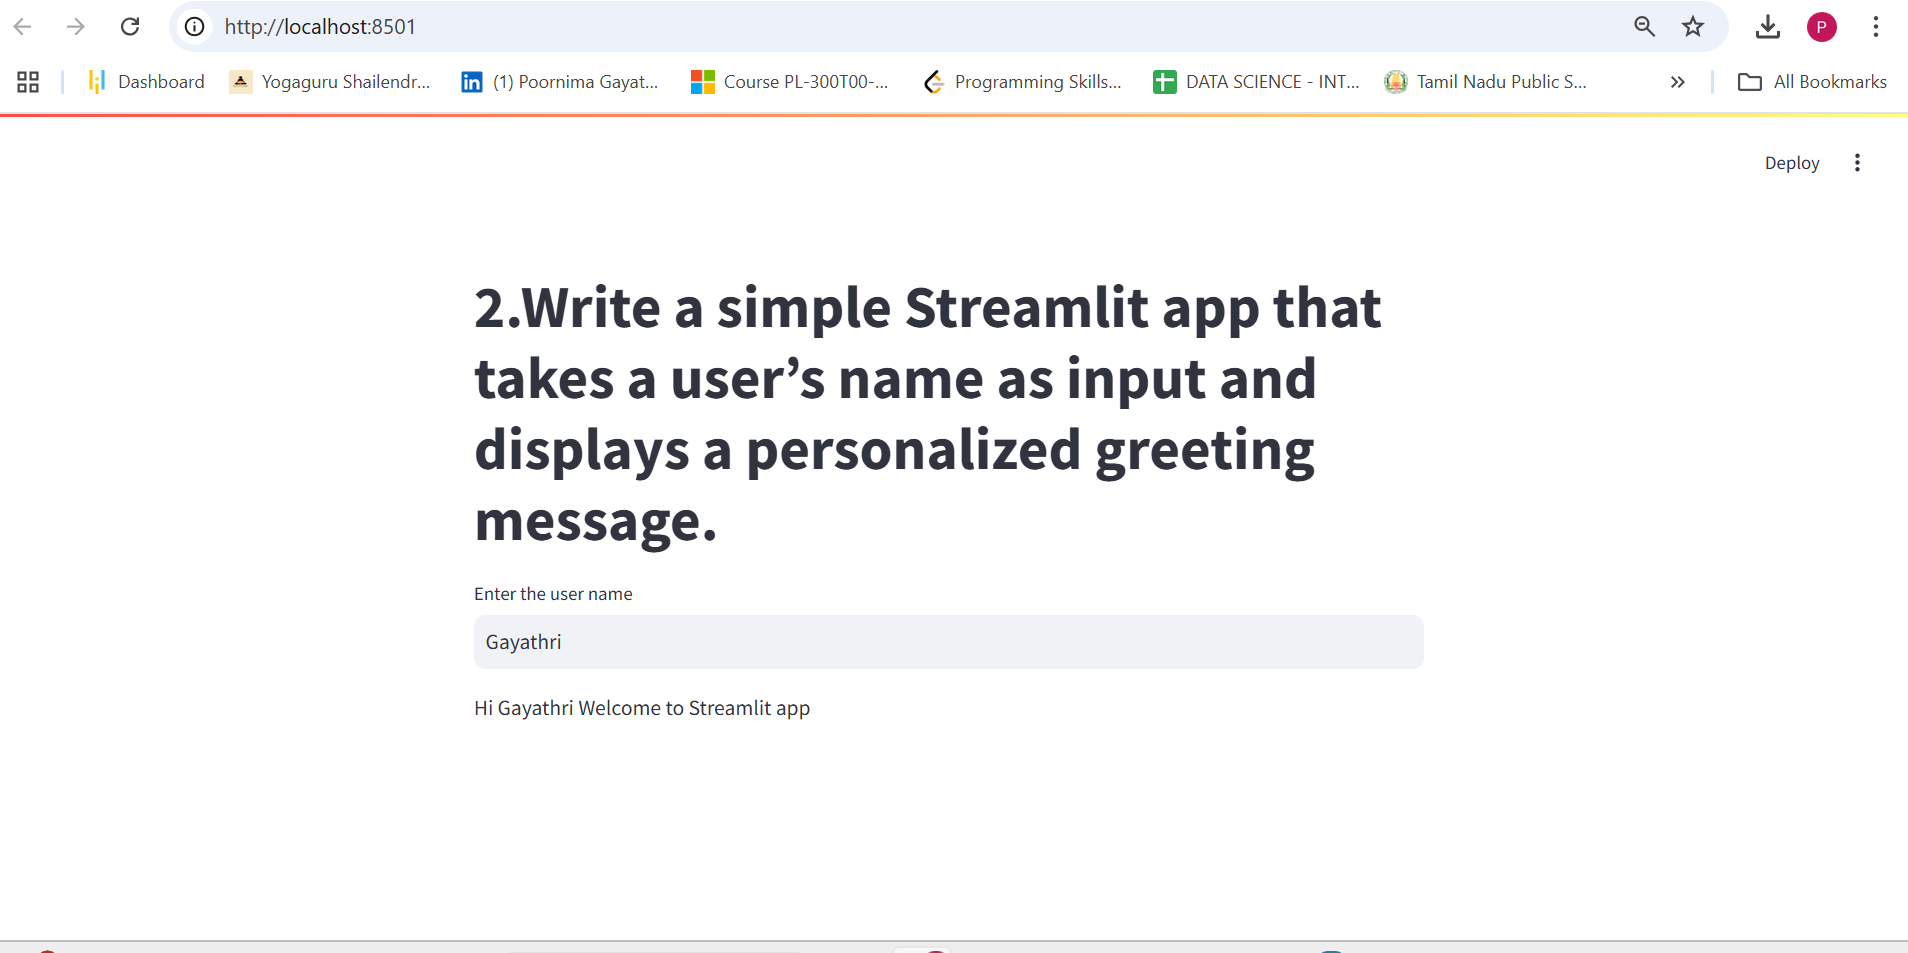 http://localhost:8501
P
Dashboard
Yogaguru Shailendr...
(1) Poornima Gayat...
Course PL-300T00-...
Programming Skills...
DATA SCIENCE - INT...
Tamil Nadu Public S...
All Bookmarks
Deploy
2.Write a simple Streamlit app that
takes a user’s name as input and
displays a personalized greeting
message.
Enter the user name
Gayathri
Hi Gayathri Welcome to Streamlit app